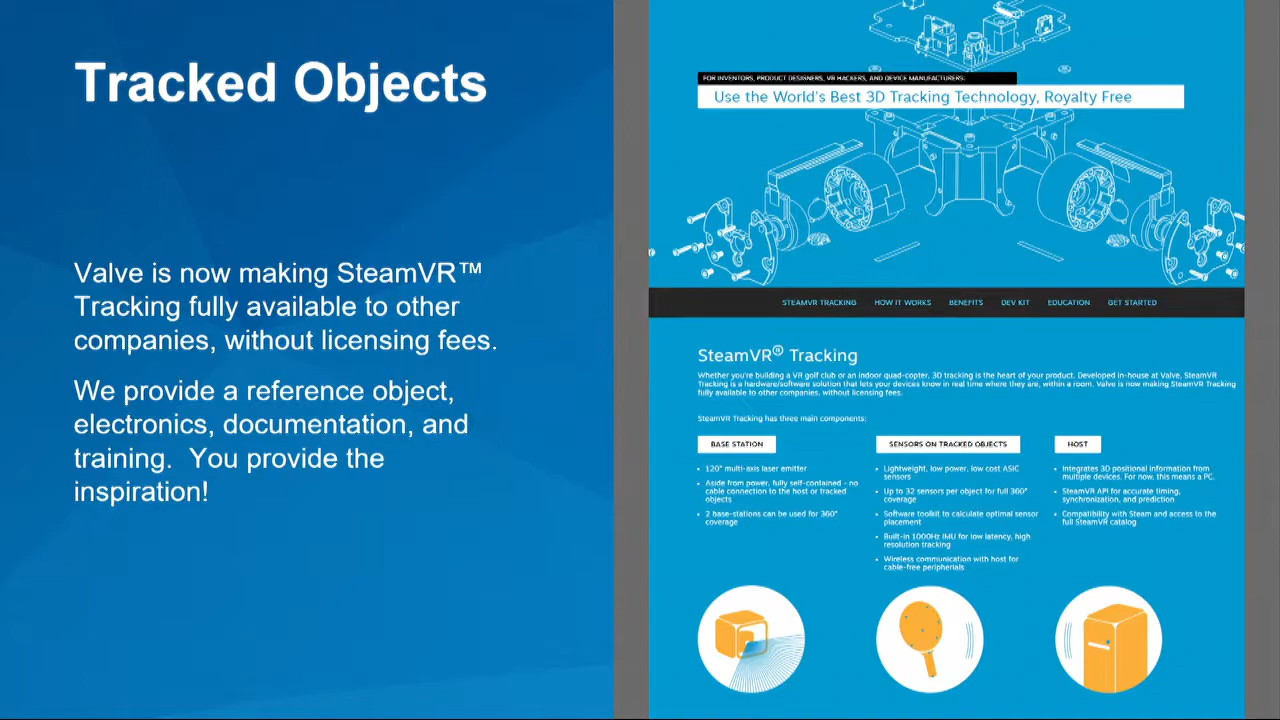 Tracked Objects
Valve is now making SteamVR™
Tracking fully available to other
companies, without licensing fees.
We provide a reference object,
electronics, documentation, and
training.  You provide the
inspiration!
FOR INVENTORS, PRODUCT DESIGNERS, VR HACKERS, AND DEVICE MANUFACTURERS:
Use the World's Best 3D Tracking Technology, Royalty Free
STEAMVR TRACKING HOW IT WORKS BENEFITS DEV KIT EDUCATION GET STARTED
SteamVR® Tracking
Whether you're building a VR golf club or an indoor quad-copter, 3D tracking is the heart of your product. Developed in-house at Valve, SteamVR
Tracking is a hardware/software solution that lets your devices know in real time where they are, within a room. Valve is now making SteamVR Tracking
fully available to other companies, without licensing fees.
SteamVR Tracking has three main components:
BASE STATION
• 120° multi-axis laser emitter
• Aside from power, fully self-contained - no
cable connection to the host or tracked
objects
• 2 base-stations can be used for 360°
coverage
SENSORS ON TRACKED OBJECTS
• Lightweight, low power, low cost ASIC
sensors
• Up to 32 sensors per object for full 360°
coverage
• Software toolkit to calculate optimal sensor
placement
• Built-in 1000Hz IMU for low latency, high
resolution tracking
• Wireless communication with host for
cable-free peripherials
HOST
• Integrates 3D positional information from
multiple devices. For now, this means a PC.
• SteamVR API for accurate timing,
synchronization, and prediction
• Compatibility with Steam and access to the
full SteamVR catalog